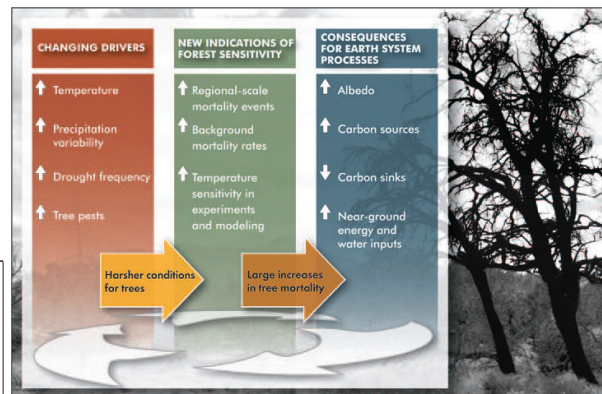 CHANGING DRIVERS
Temperature
Precipitation
variability
Drought frequency
Tree pests
NEW INDICATIONS OF
FOREST SENSITIVITY
Regional-scale
mortality events
Background
mortality rates
Temperature
sensitivity in
experiments
and modeling
CONSEQUENCES
FOR EARTH SYSTEM
PROCESSES
Albedo
Carbon sources
Carbon sinks
Near-ground
energy and
water inputs
Harsher conditions
for trees
Large increases
in tree mortality